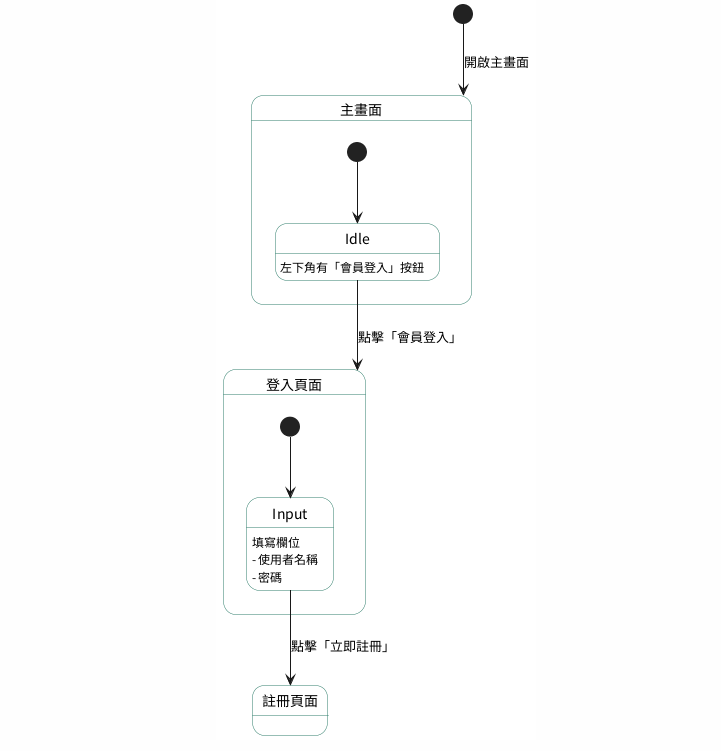 開啟主畫面
主畫面
Idle
左下角有「會員登入」按鈕
點擊「會員登入」
登入頁面
Input
填寫欄位
- 使用者名稱
- 密碼
點擊「立即註冊」
註冊頁面